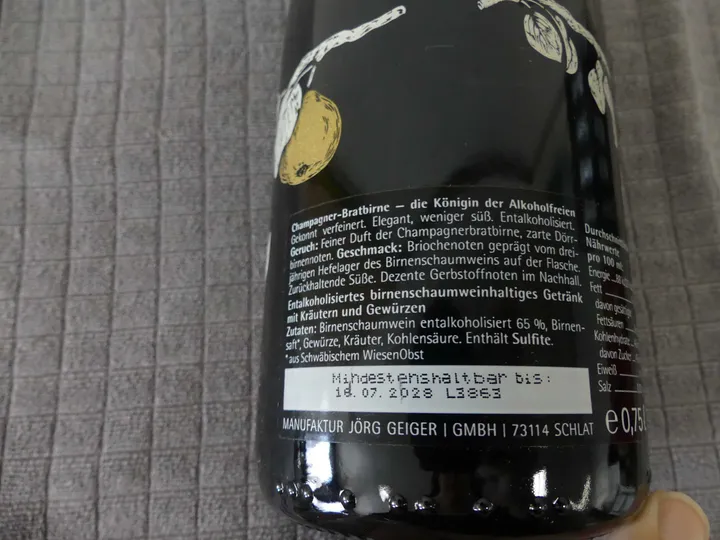 Champagner-Bratbirne – die Königin der Alkoholfreien
Gekonnt verfeinert. Elegant, weniger süß. Entalkoholisiert.
Geruch: Feiner Duft der Champagnerbratbirne, zarte Dörr-
birnennoten. Geschmack: Briochenoten geprägt vom drei-
jährigen Hefelager des Birnenschaumweins auf der Flasche.
Zurückhaltende Süße. Dezente Gerbstoffnoten im Nachhall.
Entalkoholisiertes birnenschaumweinhaltiges Getränk
mit Kräutern und Gewürzen
Zutaten: Birnenschaumwein entalkoholisiert 65 %, Birnen-
saft*, Gewürze, Kräuter, Kohlensäure. Enthält Sulfite.
*aus Schwäbischem WiesenObst
Mindestenshaltbar bis:
16.07.2028 L3863
MANUFAKTUR JÖRG GEIGER | GMBH | 73114 SCHLAT
Nährwerte
pro 100 ml
Energie
Fett
davon
Fettsäuren
Kohlenhydrate
davon Zucker
Eiweiß
Salz
e 0,75